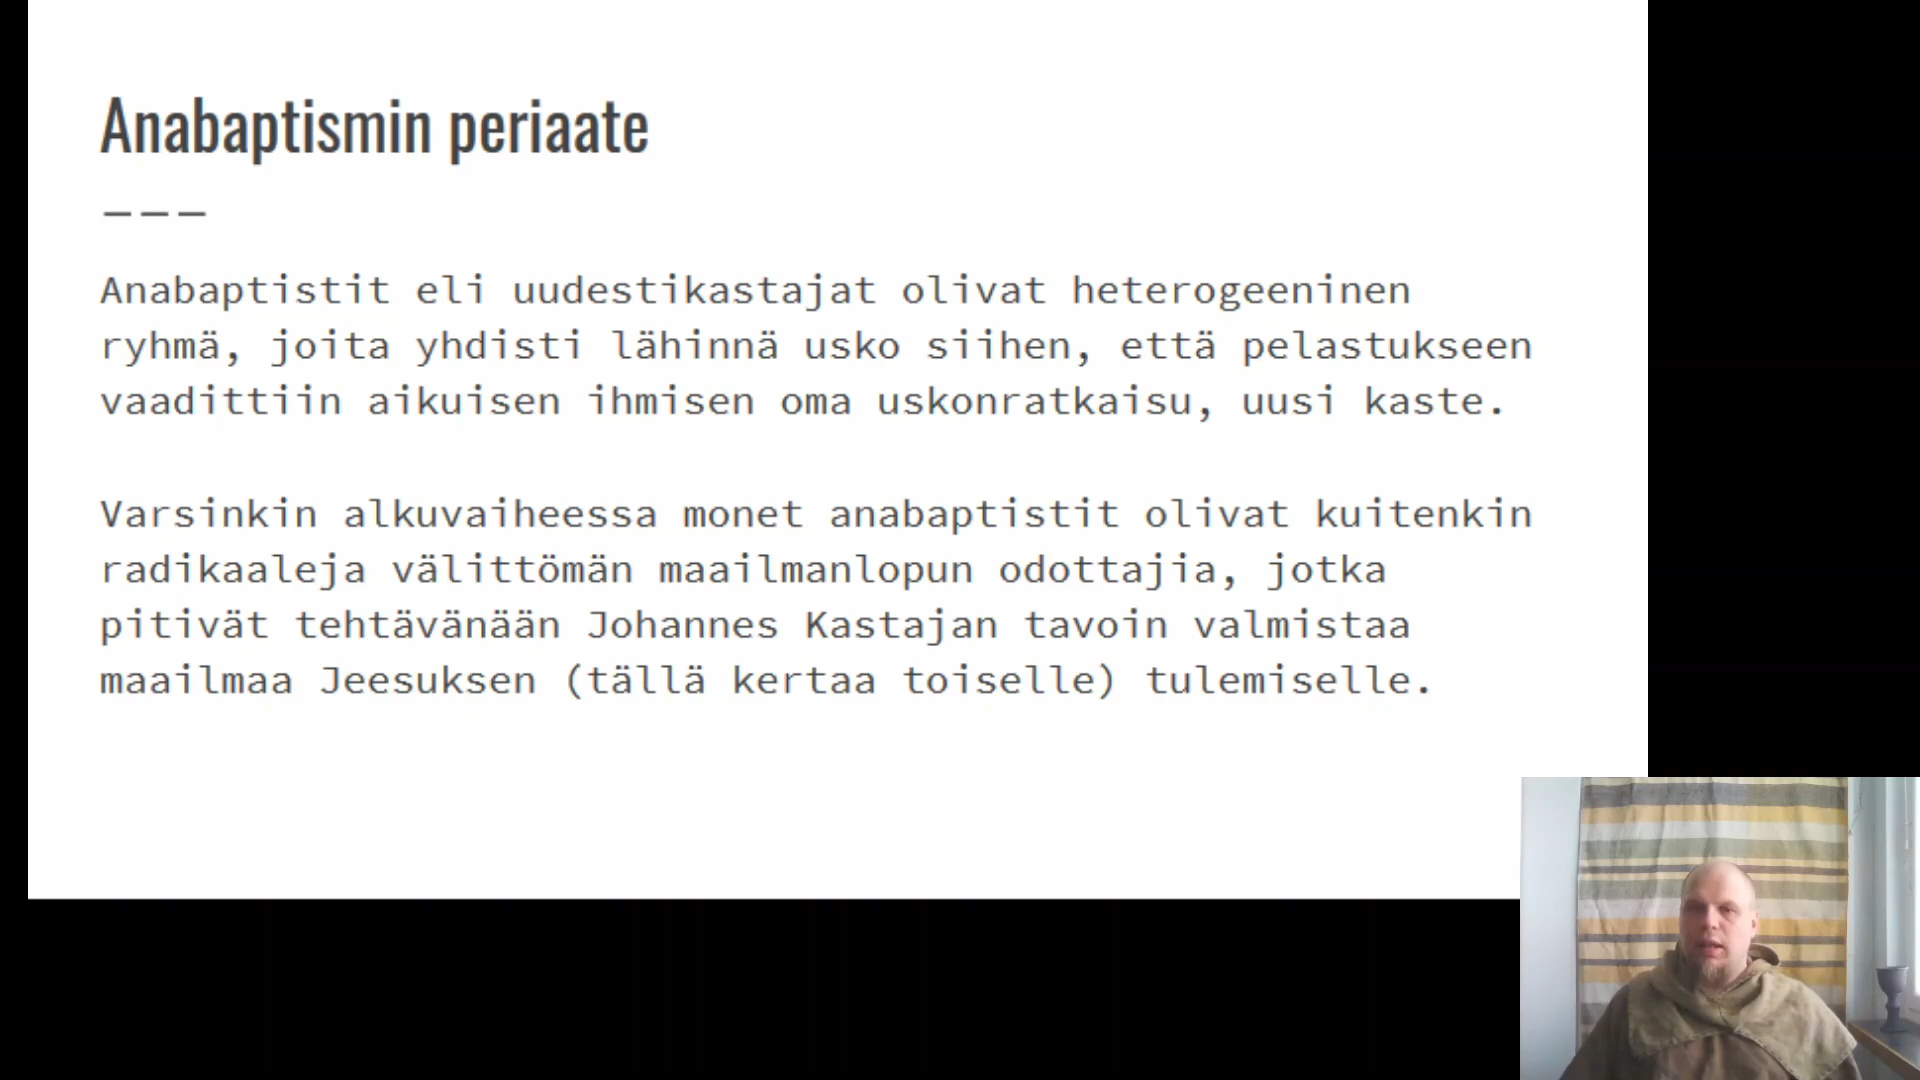 Anabaptismin periaate
———
Anabaptistit eli uudestikastajat olivat heterogeeninen
ryhmä, joita yhdisti lähinnä usko siihen, että pelastukseen
vaadittiin aikuisen ihmisen oma uskonratkaisu, uusi kaste.
Varsinkin alkuvaiheessa monet anabaptistit olivat kuitenkin
radikaaleja välittömän maailmanlopun odottajia, jotka
pitivät tehtävänään Johannes Kastajan tavoin valmistaa
maailmaa Jeesuksen (tällä kertaa toiselle) tulemiselle.